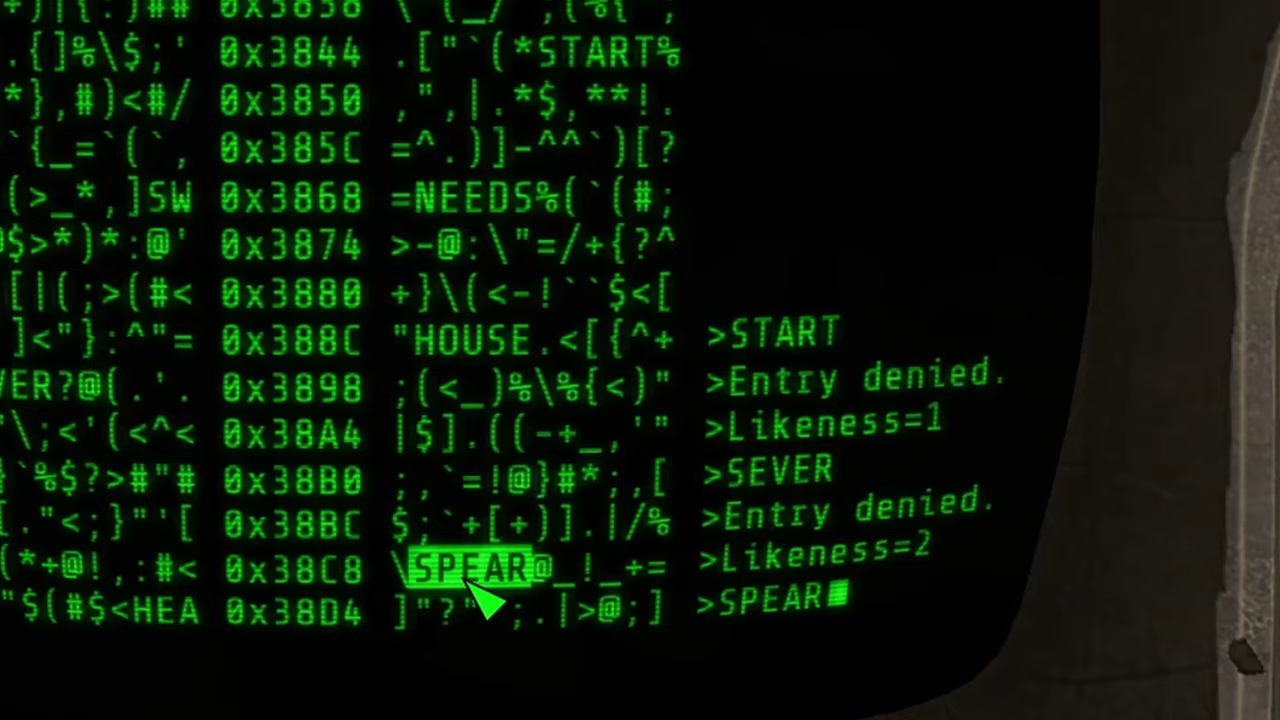 .{]%\$;' 0x3844 .["`(*START%
*},#)<#/ 0x3850 ,",|.*$,**!.
`{_=`(`, 0x385C =^.)]-^^`)[?
(>_*,]SW 0x3868 =NEEDS%(`(#;
$>*)*:@' 0x3874 >-@:\"=/+{?^
[|(;>(#< 0x3880 +}\(<-!``$<[
]<"}:^"= 0x388C "HOUSE.<[{^+ >START
VER?@(.'. 0x3898 ;(<_)%\%{<)" >Entry denied.
\;<'(<^< 0x38A4 |$].((-+_,'" >Likeness=1
`%$?>#"# 0x38B0 ;,`=!@}#*;,[ >SEVER
[."<;}"'[ 0x38BC $;`+[+)].|/% >Entry denied.
(*+@!,:#< 0x38C8 \SPEAR@_!_+= >Likeness=2
"$(#$<HEA 0x38D4 ]"?" ;.|>@;] >SPEAR